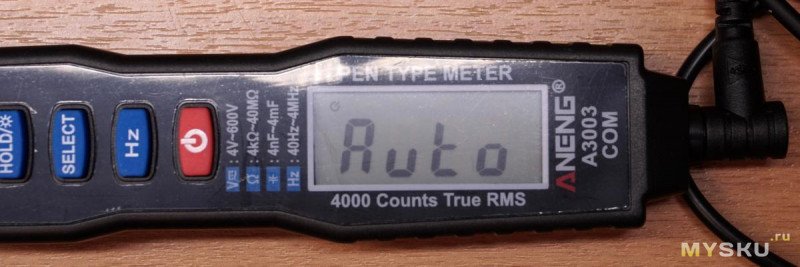 PEN TYPE METER
HOLD/☼
SELECT
Hz
V : 4V~600V
Ω : 4kΩ~40MΩ
: 4nF~4mF
Hz : 40Hz~4MHz
Auto
4000 Counts True RMS
ANENG®
A3003
COM
MYSKU.ru